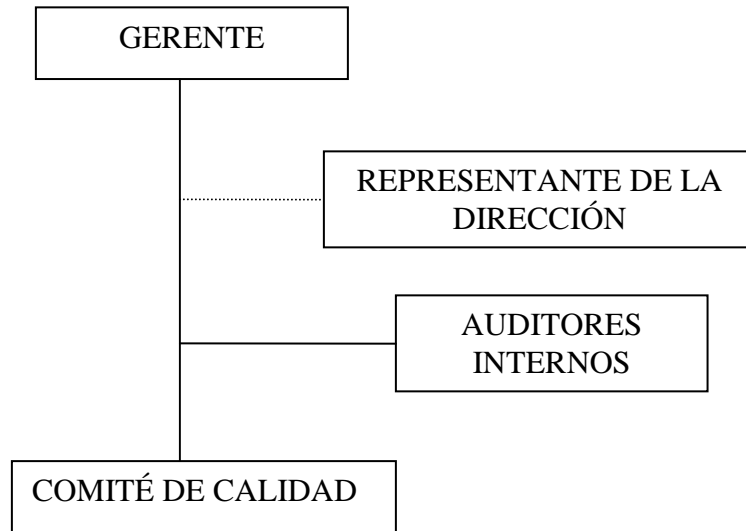 GERENTE
REPRESENTANTE DE LA
DIRECCIÓN
AUDITORES
INTERNOS
COMITÉ DE CALIDAD